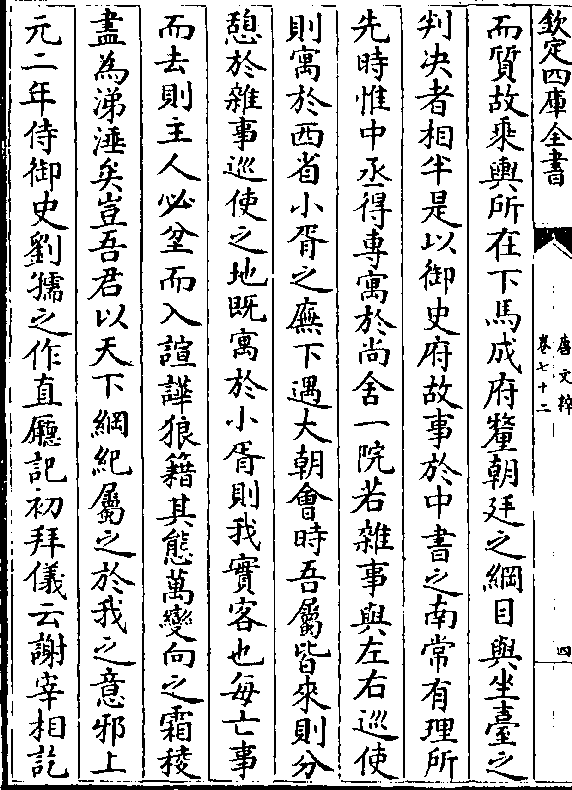 欽定四庫全書
唐文粹
卷七十二
四
而質故乘輿所在下馬成府釐朝廷之綱目與坐臺之
判决者相半是以御史府故事於中書之南常有理所
先時惟中丞得專寓於尚舍一院若雜事與左右巡使
則寓於西省小胥之廡下遇大朝會時吾屬皆來則分
憩於雜事巡使之地既寓於小胥則我實客也每亡事
而去則主人必坌而入諠譁狼籍其態萬變向之霜稜
盡為涕洟矣豈吾君以天下綱紀屬之於我之意邪上
元二年侍御史劉孺之作直廳記初拜儀云謝宰相訖